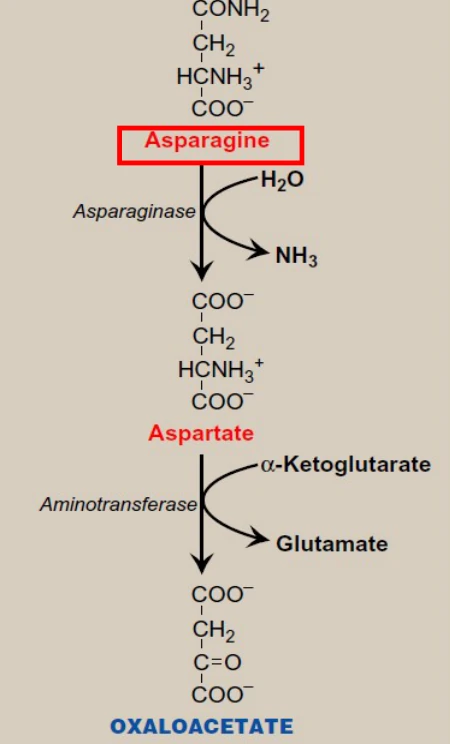 CONH₂
CH₂
HCNH₃⁺
COO⁻
Asparagine
H₂O
Asparaginase
NH₃
COO⁻
CH₂
HCNH₃⁺
COO⁻
Aspartate
α-Ketoglutarate
Aminotransferase
Glutamate
COO⁻
CH₂
C=O
COO⁻
OXALOACETATE